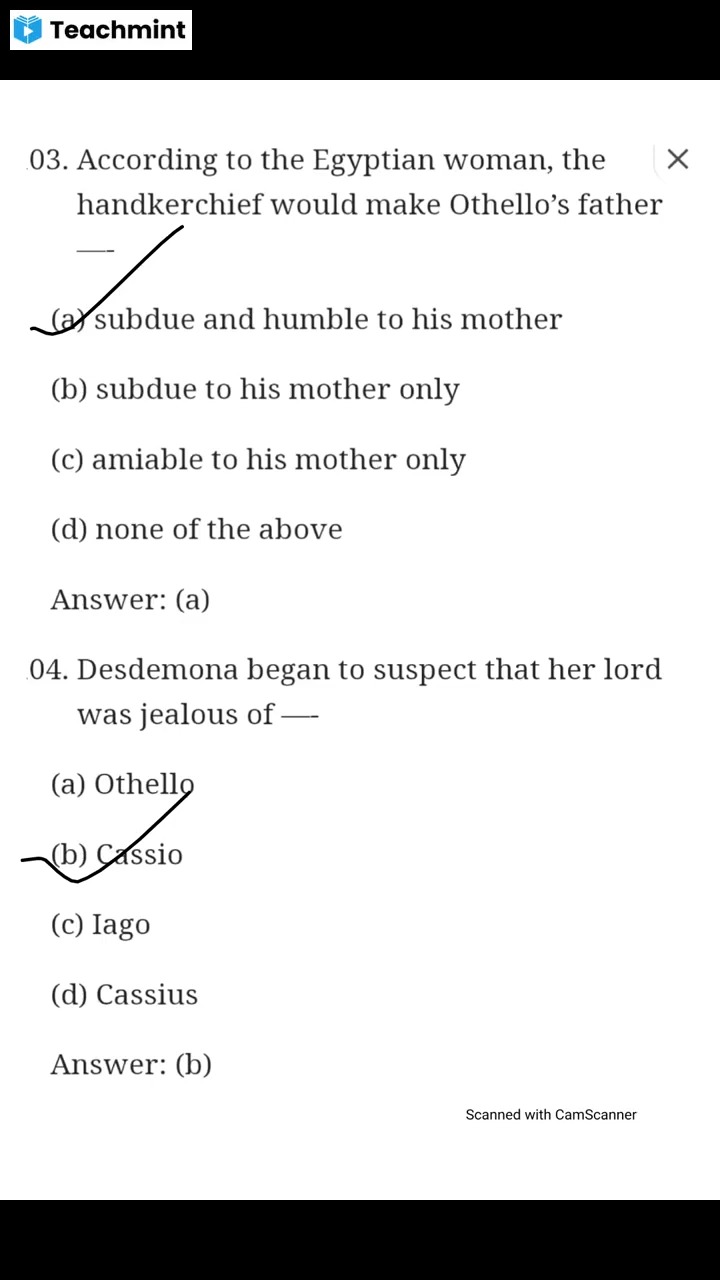 Teachmint
03. According to the Egyptian woman, the
handkerchief would make Othello’s father
—-
(a) subdue and humble to his mother
(b) subdue to his mother only
(c) amiable to his mother only
(d) none of the above
Answer: (a)
04. Desdemona began to suspect that her lord
was jealous of —-
(a) Othello
(b) Cassio
(c) Iago
(d) Cassius
Answer: (b)
Scanned with CamScanner